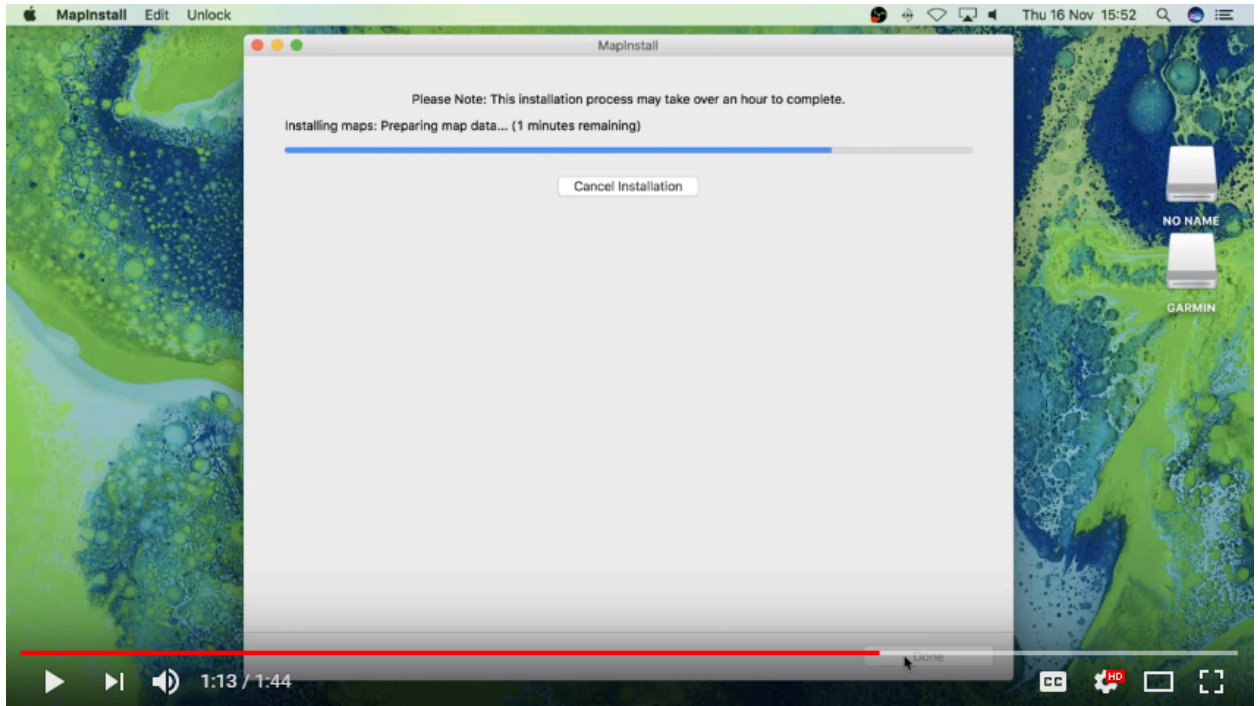 MapInstall Edit Unlock Thu 16 Nov 15:52
MapInstall
Please Note: This installation process may take over an hour to complete.
Installing maps: Preparing map data... (1 minutes remaining)
Cancel Installation
NO NAME
GARMIN
Done
1:13 / 1:44 CC HD